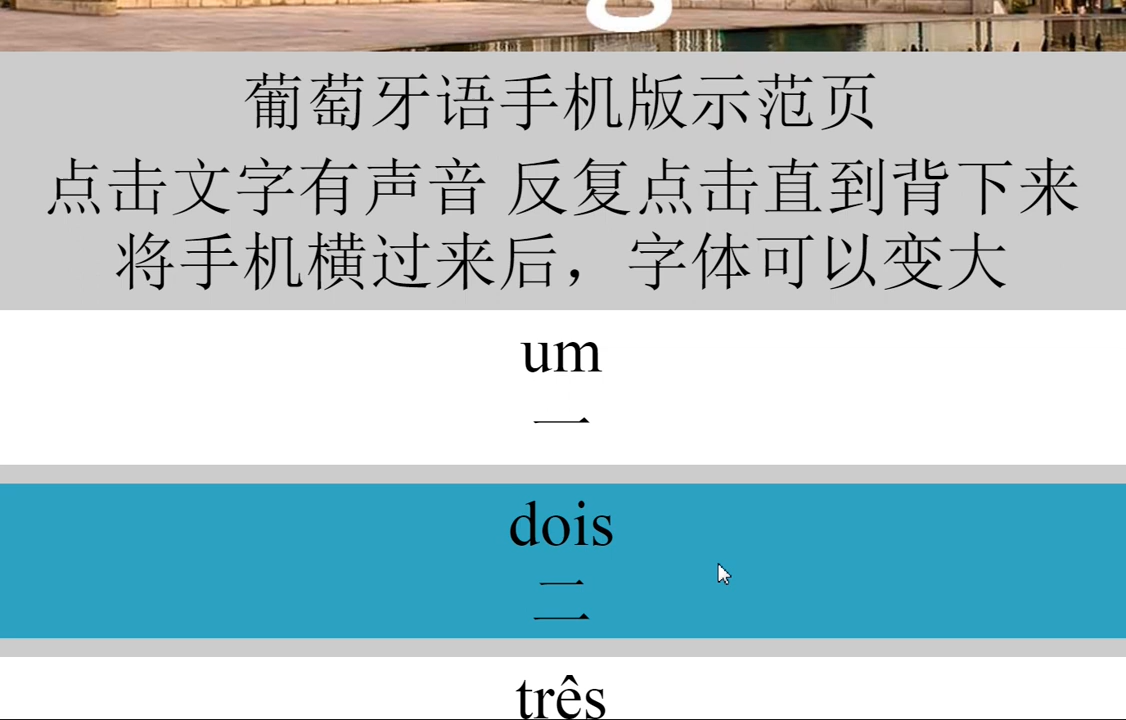 葡萄牙语手机版示范页
点击文字有声音 反复点击直到背下来
将手机横过来后，字体可以变大
um
一
dois
二
três